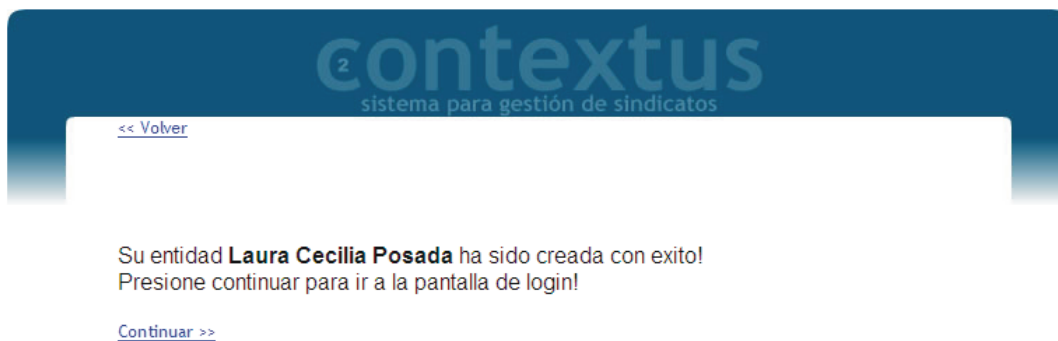 contextus
2
sistema para gestión de sindicatos
<< Volver
Su entidad Laura Cecilia Posada ha sido creada con exito!
Presione continuar para ir a la pantalla de login!
Continuar >>